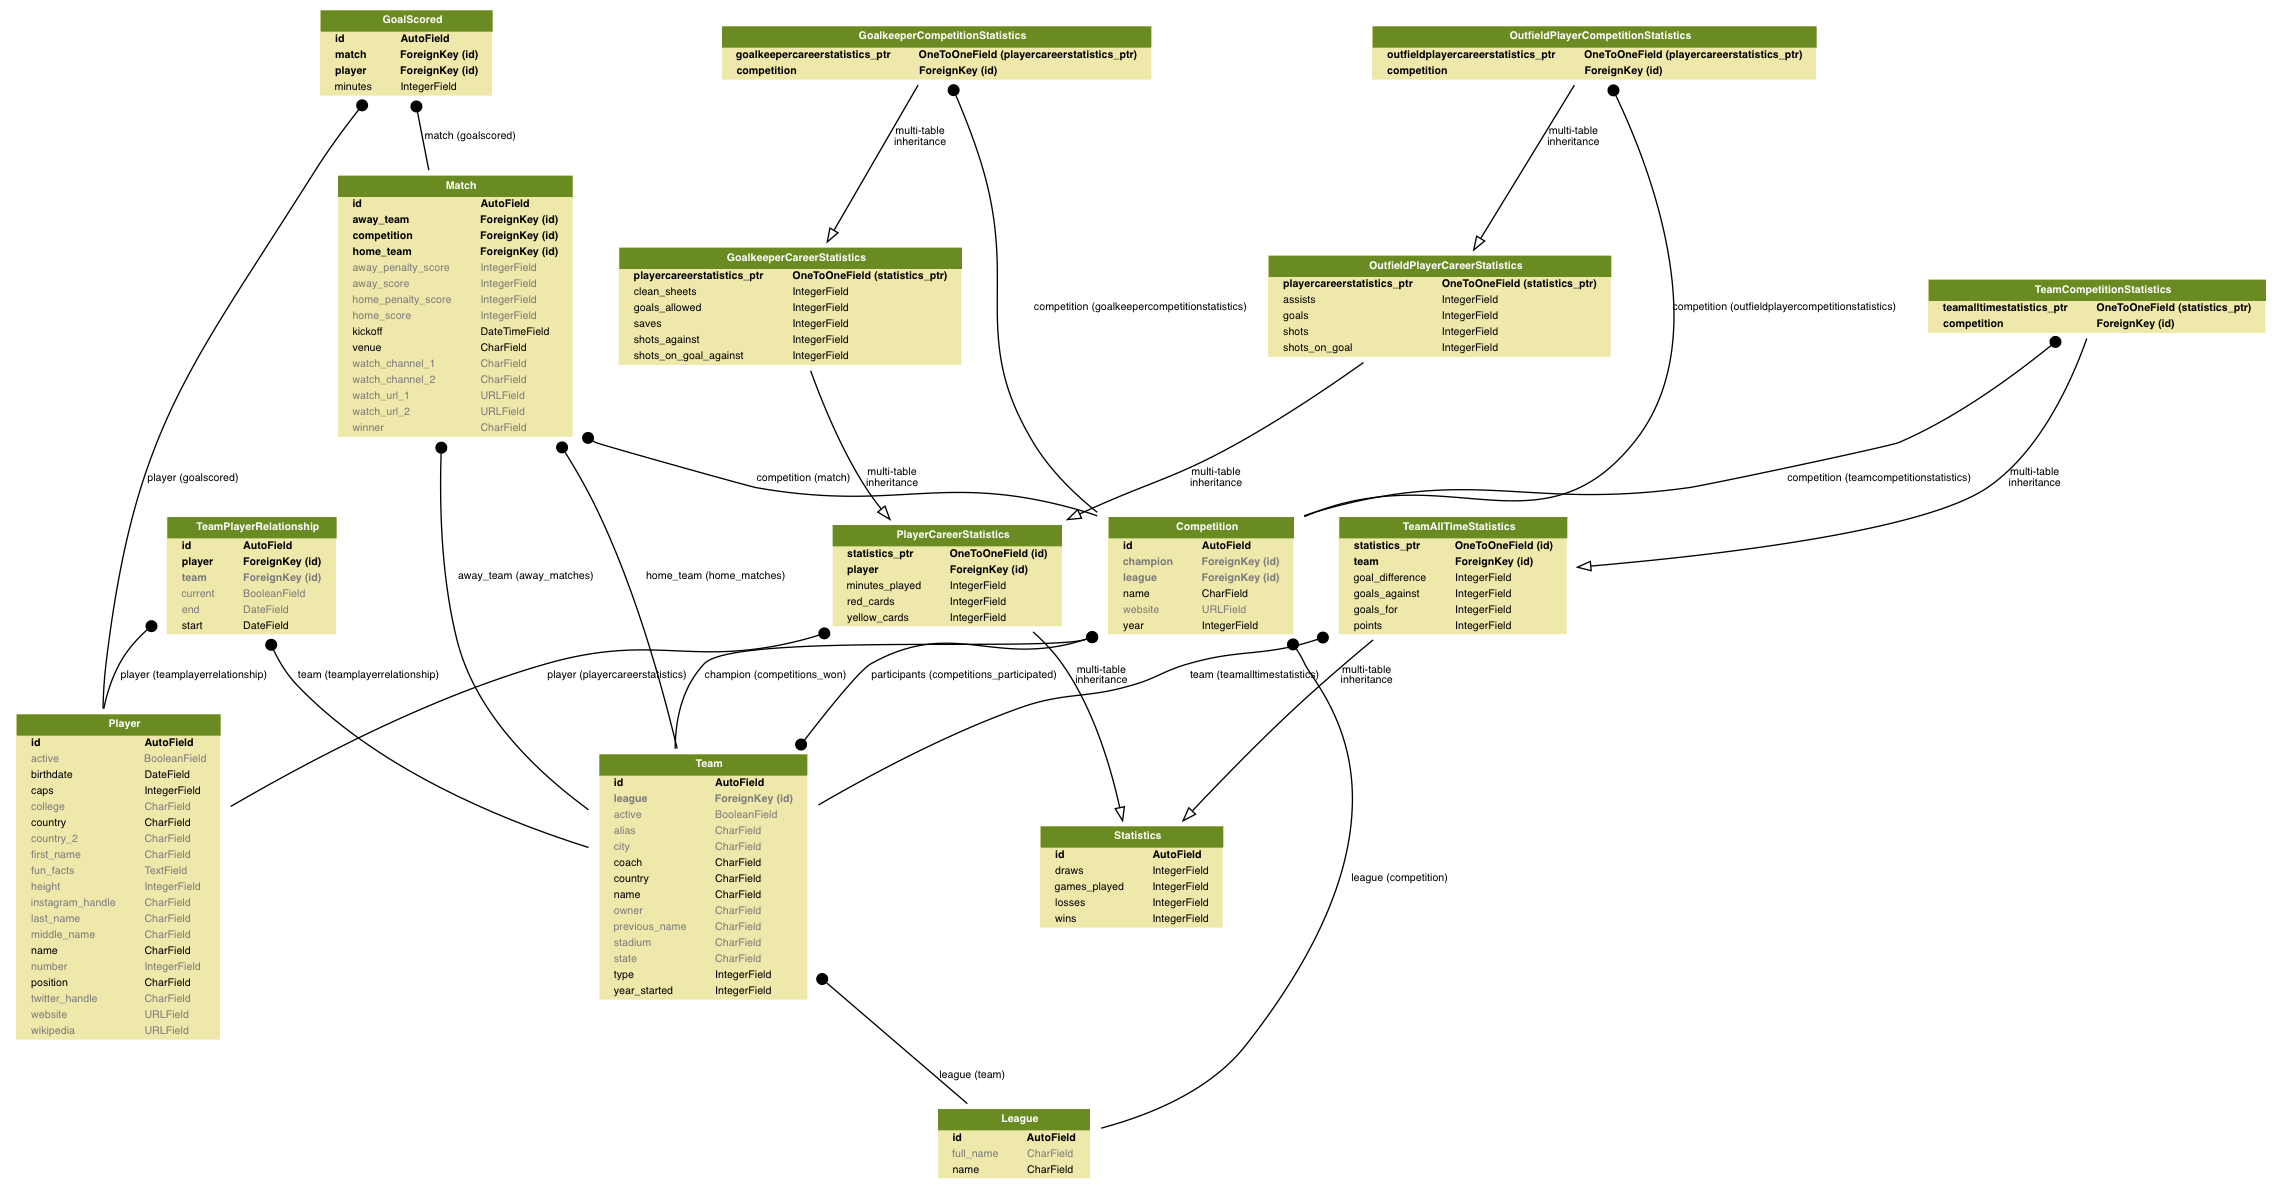 GoalScored
id AutoField
match ForeignKey (id)
player ForeignKey (id)
minutes IntegerField
GoalkeeperCompetitionStatistics
goalkeepercareerstatistics_ptr OneToOneField (playercareerstatistics_ptr)
competition ForeignKey (id)
OutfieldPlayerCompetitionStatistics
outfieldplayercareerstatistics_ptr OneToOneField (playercareerstatistics_ptr)
competition ForeignKey (id)
match (goalscored)
multi-table
inheritance
multi-table
inheritance
Match
id AutoField
away_team ForeignKey (id)
competition ForeignKey (id)
home_team ForeignKey (id)
away_penalty_score IntegerField
away_score IntegerField
home_penalty_score IntegerField
home_score IntegerField
kickoff DateTimeField
venue CharField
watch_channel_1 CharField
watch_channel_2 CharField
watch_url_1 URLField
watch_url_2 URLField
winner CharField
GoalkeeperCareerStatistics
playercareerstatistics_ptr OneToOneField (statistics_ptr)
clean_sheets IntegerField
goals_allowed IntegerField
saves IntegerField
shots_against IntegerField
shots_on_goal_against IntegerField
competition (goalkeepercompetitionstatistics)
OutfieldPlayerCareerStatistics
playercareerstatistics_ptr OneToOneField (statistics_ptr)
assists IntegerField
goals IntegerField
shots IntegerField
shots_on_goal IntegerField
competition (outfieldplayercompetitionstatistics)
TeamCompetitionStatistics
teamalltimestatistics_ptr OneToOneField (statistics_ptr)
competition ForeignKey (id)
player (goalscored)
competition (match)
multi-table
inheritance
multi-table
inheritance
competition (teamcompetitionstatistics)
multi-table
inheritance
TeamPlayerRelationship
id AutoField
player ForeignKey (id)
team ForeignKey (id)
current BooleanField
end DateField
start DateField
away_team (away_matches)
home_team (home_matches)
PlayerCareerStatistics
statistics_ptr OneToOneField (id)
player ForeignKey (id)
minutes_played IntegerField
red_cards IntegerField
yellow_cards IntegerField
Competition
id AutoField
champion ForeignKey (id)
league ForeignKey (id)
name CharField
website URLField
year IntegerField
TeamAllTimeStatistics
statistics_ptr OneToOneField (id)
team ForeignKey (id)
goal_difference IntegerField
goals_against IntegerField
goals_for IntegerField
points IntegerField
player (teamplayerrelationship)
team (teamplayerrelationship)
player (playercareerstatistics)
champion (competitions_won)
participants (competitions_participated)
multi-table
inheritance
team (teamalltimestatistics)
multi-table
inheritance
Player
id AutoField
active BooleanField
birthdate DateField
caps IntegerField
college CharField
country CharField
country_2 CharField
first_name CharField
fun_facts TextField
height IntegerField
instagram_handle CharField
last_name CharField
middle_name CharField
name CharField
number IntegerField
position CharField
twitter_handle CharField
website URLField
wikipedia URLField
Team
id AutoField
league ForeignKey (id)
active BooleanField
alias CharField
city CharField
coach CharField
country CharField
name CharField
owner CharField
previous_name CharField
stadium CharField
state CharField
type IntegerField
year_started IntegerField
Statistics
id AutoField
draws IntegerField
games_played IntegerField
losses IntegerField
wins IntegerField
league (competition)
league (team)
League
id AutoField
full_name CharField
name CharField